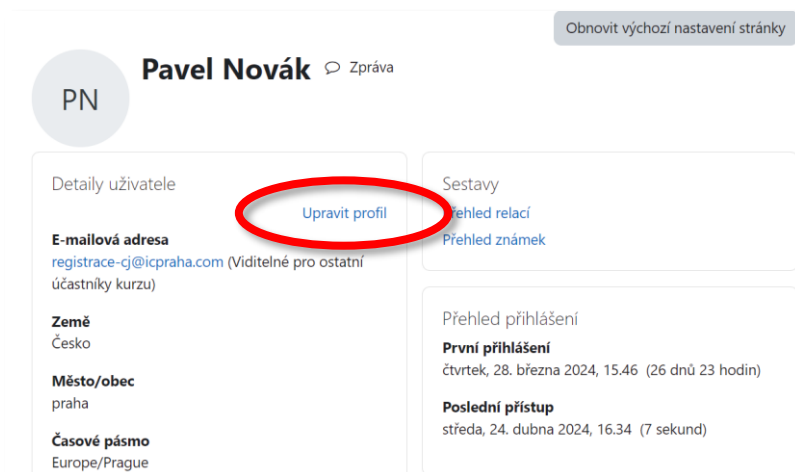 Obnovit výchozí nastavení stránky
PN
Pavel Novák
Zpráva
Detaily uživatele
Upravit profil
E-mailová adresa
registrace-cj@icpraha.com (Viditelné pro ostatní
účastníky kurzu)
Země
Česko
Město/obec
praha
Časové pásmo
Europe/Prague
Sestavy
Přehled relací
Přehled známek
Přehled přihlášení
První přihlášení
čtvrtek, 28. března 2024, 15.46 (26 dnů 23 hodin)
Poslední přístup
středa, 24. dubna 2024, 16.34 (7 sekund)